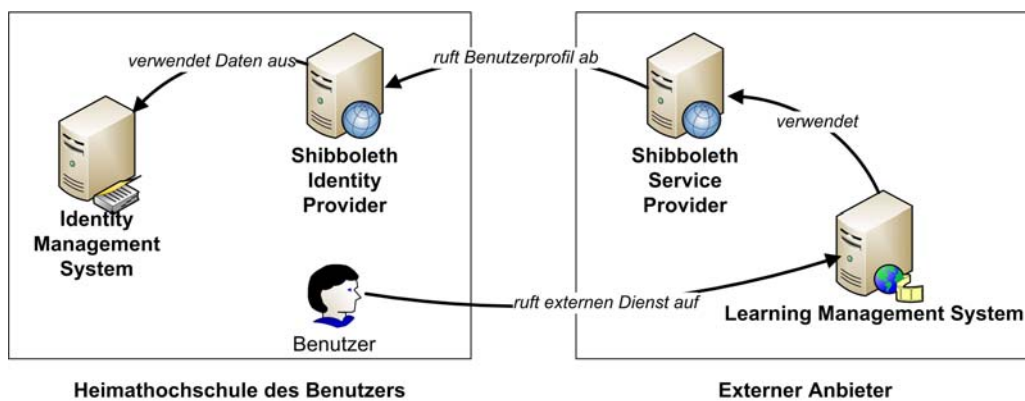 verwendet Daten aus
ruft Benutzerprofil ab
verwendet
Shibboleth
Identity
Provider
Shibboleth
Service
Provider
Identity
Management
System
ruft externen Dienst auf
Learning Management System
Benutzer
Heimathochschule des Benutzers
Externer Anbieter